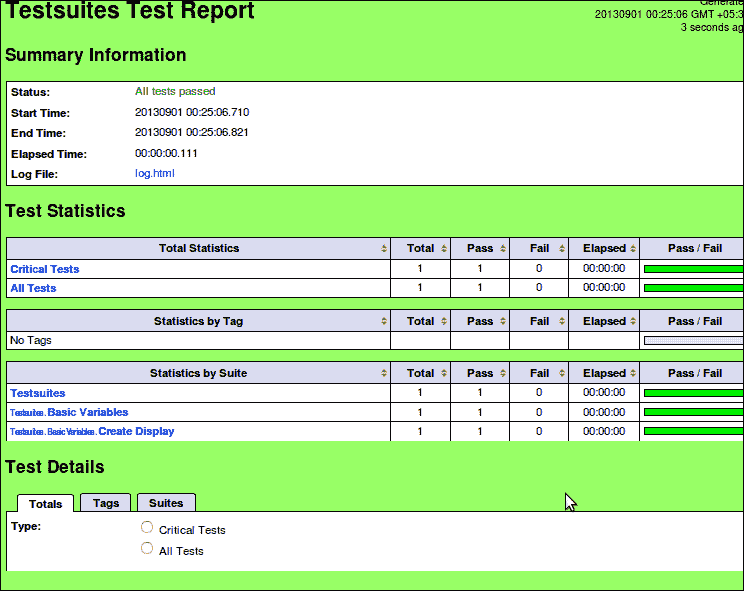 Testsuites Test Report
Generate
20130901 00:25:06 GMT +05:3
3 seconds ag
Summary Information
Status: All tests passed
Start Time: 20130901 00:25:06.710
End Time: 20130901 00:25:06.821
Elapsed Time: 00:00:00.111
Log File: log.html
Test Statistics
Total Statistics Total Pass Fail Elapsed Pass / Fail
Critical Tests 1 1 0 00:00:00
All Tests 1 1 0 00:00:00
Statistics by Tag Total Pass Fail Elapsed Pass / Fail
No Tags
Statistics by Suite Total Pass Fail Elapsed Pass / Fail
Testsuites 1 1 0 00:00:00
Testsuites. Basic Variables 1 1 0 00:00:00
Testsuites. Basic Variables. Create Display 1 1 0 00:00:00
Test Details
Totals Tags Suites
Type: Critical Tests
All Tests